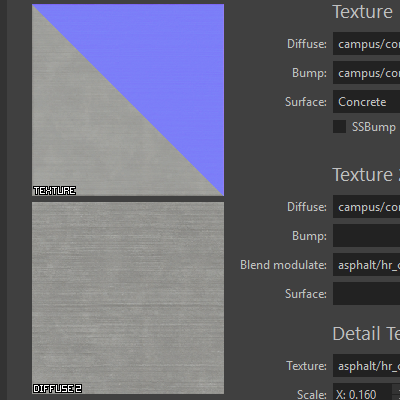 Texture
Diffuse: campus/co
Bump: campus/co
Surface: Concrete
SSBump
TEXTURE
Texture
Diffuse: campus/co
Bump:
Blend modulate: asphalt/hr_
Surface:
DIFFUSE 2
Detail Te
Texture: asphalt/hr_
Scale: X: 0.160